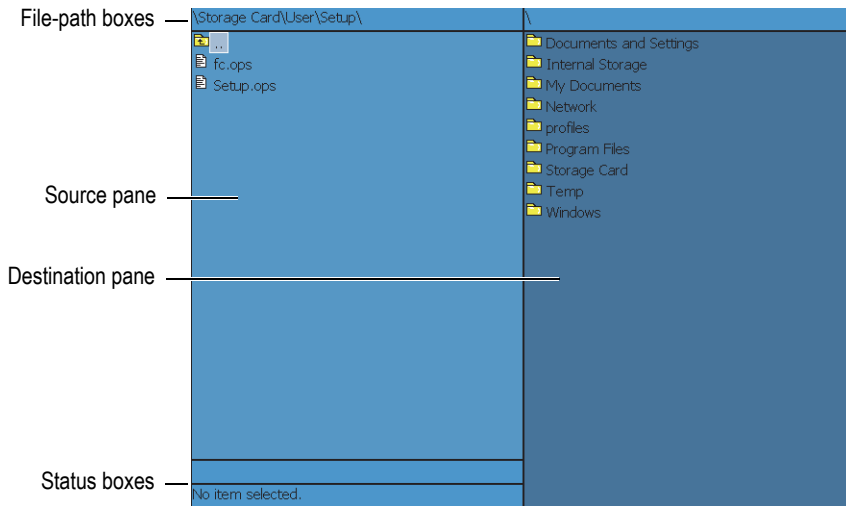 File-path boxes
\Storage Card\User\Setup\
\
..
fc.ops
Setup.ops
Documents and Settings
Internal Storage
My Documents
Network
profiles
Program Files
Storage Card
Temp
Windows
Source pane
Destination pane
Status boxes
No item selected.